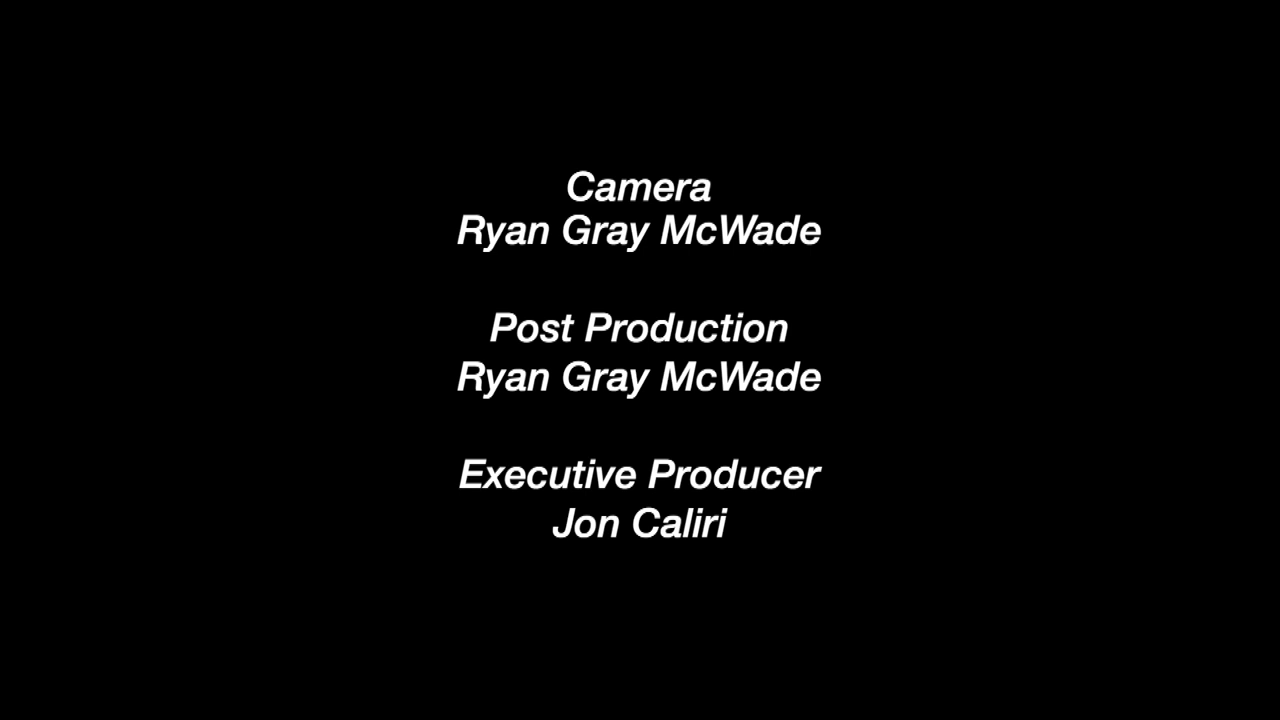 Camera
Ryan Gray McWade
Post Production
Ryan Gray McWade
Executive Producer
Jon Caliri